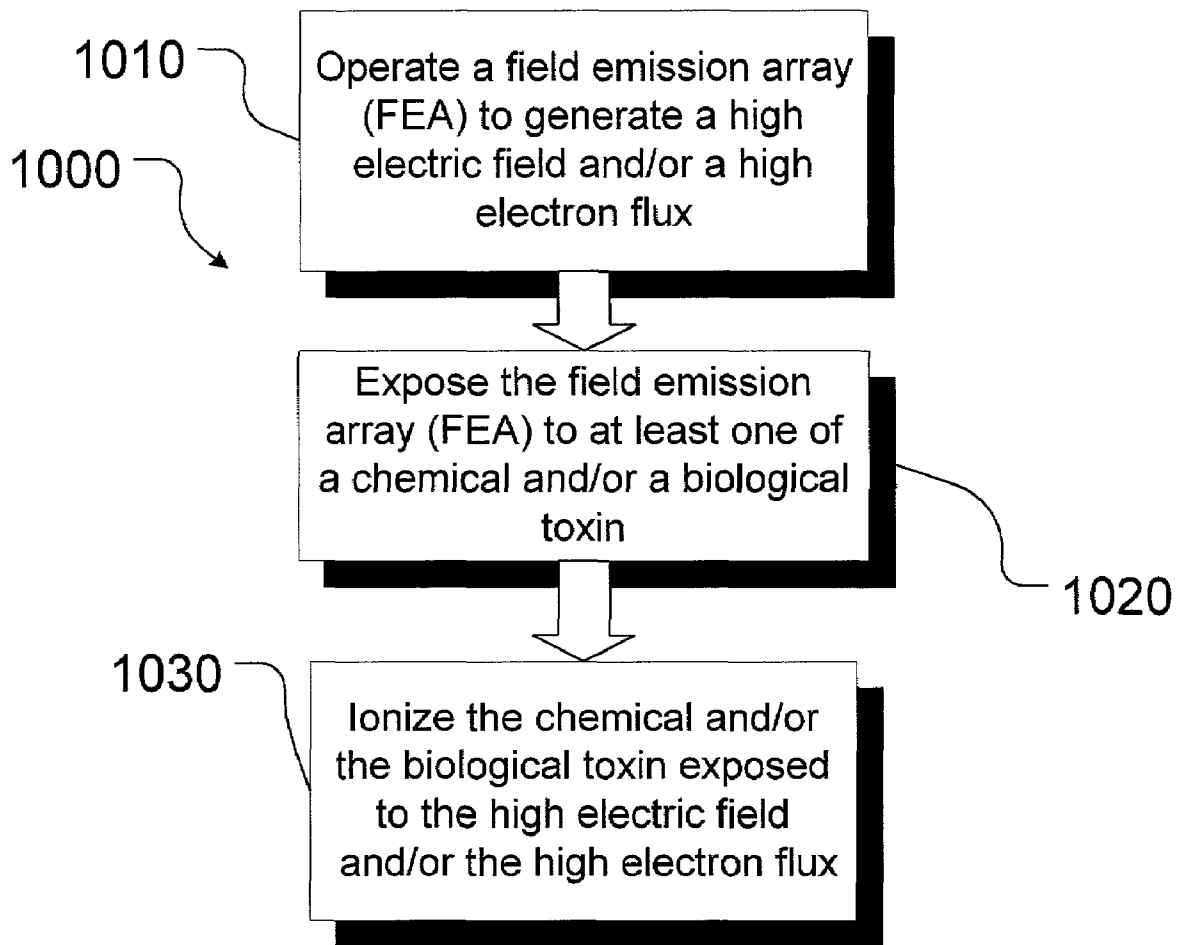 1010
Operate a field emission array
(FEA) to generate a high
electric field and/or a high
electron flux
1000
Expose the field emission
array (FEA) to at least one of
a chemical and/or a biological
toxin
1020
1030
Ionize the chemical and/or
the biological toxin exposed
to the high electric field
and/or the high electron flux